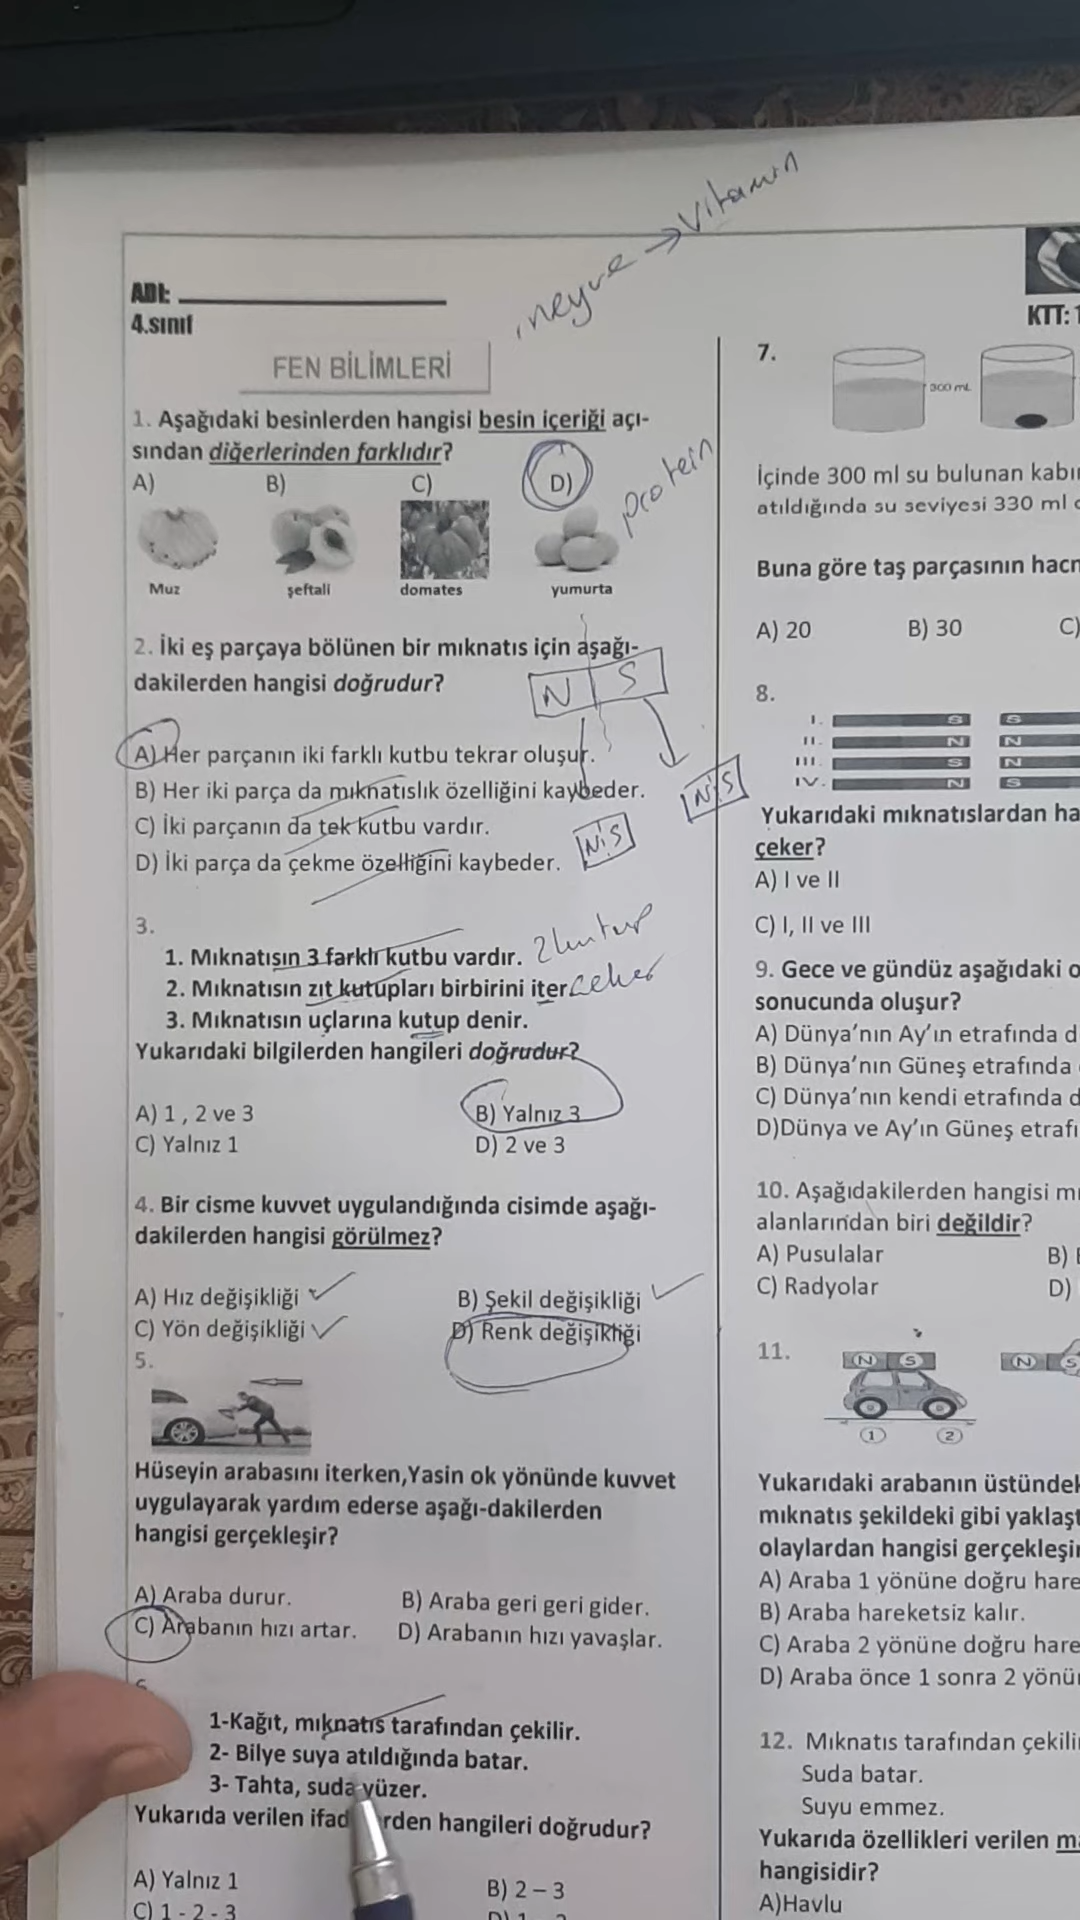 meyve → vitamin
ADI:
4.sınıf
FEN BİLİMLERİ
1. Aşağıdaki besinlerden hangisi besin içeriği açı-
sından diğerlerinden farklıdır?
A) B) C) D)
protein
Muz şeftali domates yumurta
2. İki eş parçaya bölünen bir mıknatıs için aşağı-
dakilerden hangisi doğrudur?
N S
A) Her parçanın iki farklı kutbu tekrar oluşur.
B) Her iki parça da mıknatıslık özelliğini kaybeder.
N S
C) İki parçanın da tek kutbu vardır.
N S
D) İki parça da çekme özelliğini kaybeder.
3.
1. Mıknatısın 3 farklı kutbu vardır. 2 kutup
2. Mıknatısın zıt kutupları birbirini iter çeker
3. Mıknatısın uçlarına kutup denir.
Yukarıdaki bilgilerden hangileri doğrudur?
A) 1 , 2 ve 3 B) Yalnız 3
C) Yalnız 1 D) 2 ve 3
4. Bir cisme kuvvet uygulandığında cisimde aşağı-
dakilerden hangisi görülmez?
A) Hız değişikliği B) Şekil değişikliği
C) Yön değişikliği D) Renk değişikliği
5.
Hüseyin arabasını iterken,Yasin ok yönünde kuvvet
uygulayarak yardım ederse aşağı-dakilerden
hangisi gerçekleşir?
A) Araba durur. B) Araba geri geri gider.
C) Arabanın hızı artar. D) Arabanın hızı yavaşlar.
1-Kağıt, mıknatıs tarafından çekilir.
2- Bilye suya atıldığında batar.
3- Tahta, suda yüzer.
Yukarıda verilen hangileri doğrudur?
A) Yalnız 1 B) 2 – 3
C) 1 - 2 - 3
KTT:
7.
300 mL
İçinde 300 ml su bulunan
atıldığında su seviyesi 330 ml
Buna göre taş parçasının
A) 20 B) 30 C)
8.
I. S S
II. N N
III. S N
IV. N S
Yukarıdaki mıknatıslardan
çeker?
A) I ve II
C) I, II ve III
9. Gece ve gündüz aşağıdaki
sonucunda oluşur?
A) Dünya’nın Ay’ın etrafında
B) Dünya’nın Güneş etrafında
C) Dünya’nın kendi etrafında
D)Dünya ve Ay’ın Güneş
10. Aşağıdakilerden hangisi
alanlarından biri değildir?
A) Pusulalar B)
C) Radyolar D)
11.
N S N S
1 2
Yukarıdaki arabanın
mıknatıs şekildeki gibi
olaylardan hangisi
A) Araba 1 yönüne doğru
B) Araba hareketsiz kalır.
C) Araba 2 yönüne doğru
D) Araba önce 1 sonra 2
12. Mıknatıs tarafından
Suda batar.
Suyu emmez.
Yukarıda özellikleri verilen
hangisidir?
A)Havlu